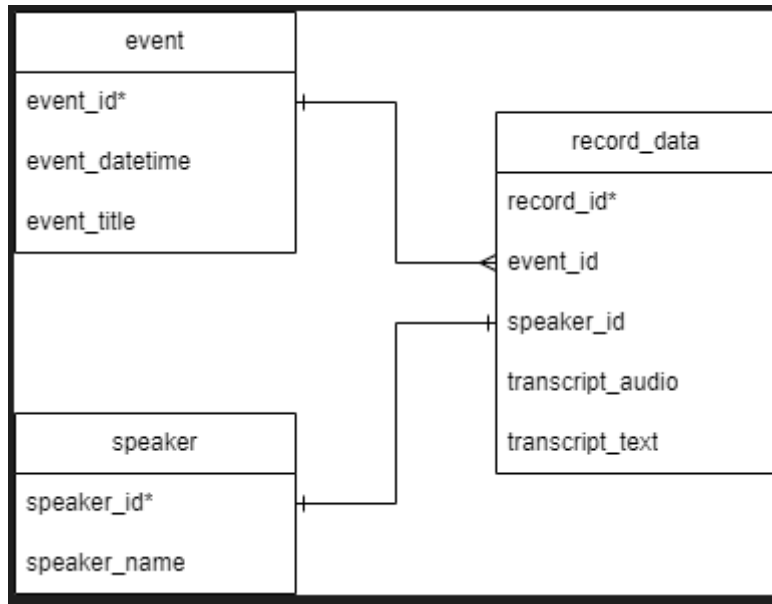 event
event_id*
event_datetime
event_title
record_data
record_id*
event_id
speaker_id
transcript_audio
transcript_text
speaker
speaker_id*
speaker_name